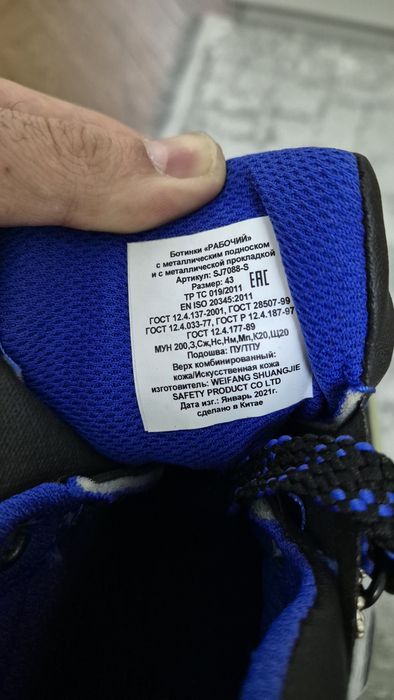 Ботинки «РАБОЧИЙ»
с металлическим подноском
и с металлической прокладкой
Артикул: SJ7088-S
Размер: 43
ТР ТС 019/2011
EN ISO 20345:2011
EAC
ГОСТ 12.4.137-2001, ГОСТ 28507-99
ГОСТ 12.4.033-77, ГОСТ Р 12.4.187-97
ГОСТ 12.4.177-89
МУН 200,З,Сж,Нс,Нм,Мп,К20,Щ20
Подошва: ПУ/ТПУ
Верх комбинированный:
кожа/Искусственная кожа
изготовитель: WEIFANG SHUANGJIE
SAFETY PRODUCT CO LTD
Дата изг.: Январь 2021г.
сделано в Китае